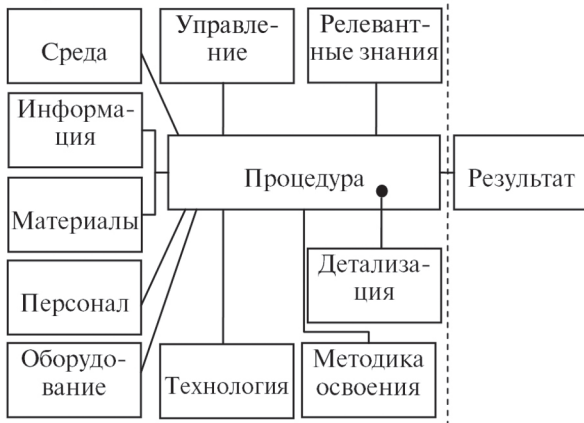 Среда
Управле-
ние
Релевант-
ные знания
Информа-
ция
Процедура
Результат
Материалы
Детализа-
ция
Персонал
Оборудо-
вание
Технология
Методика
освоения